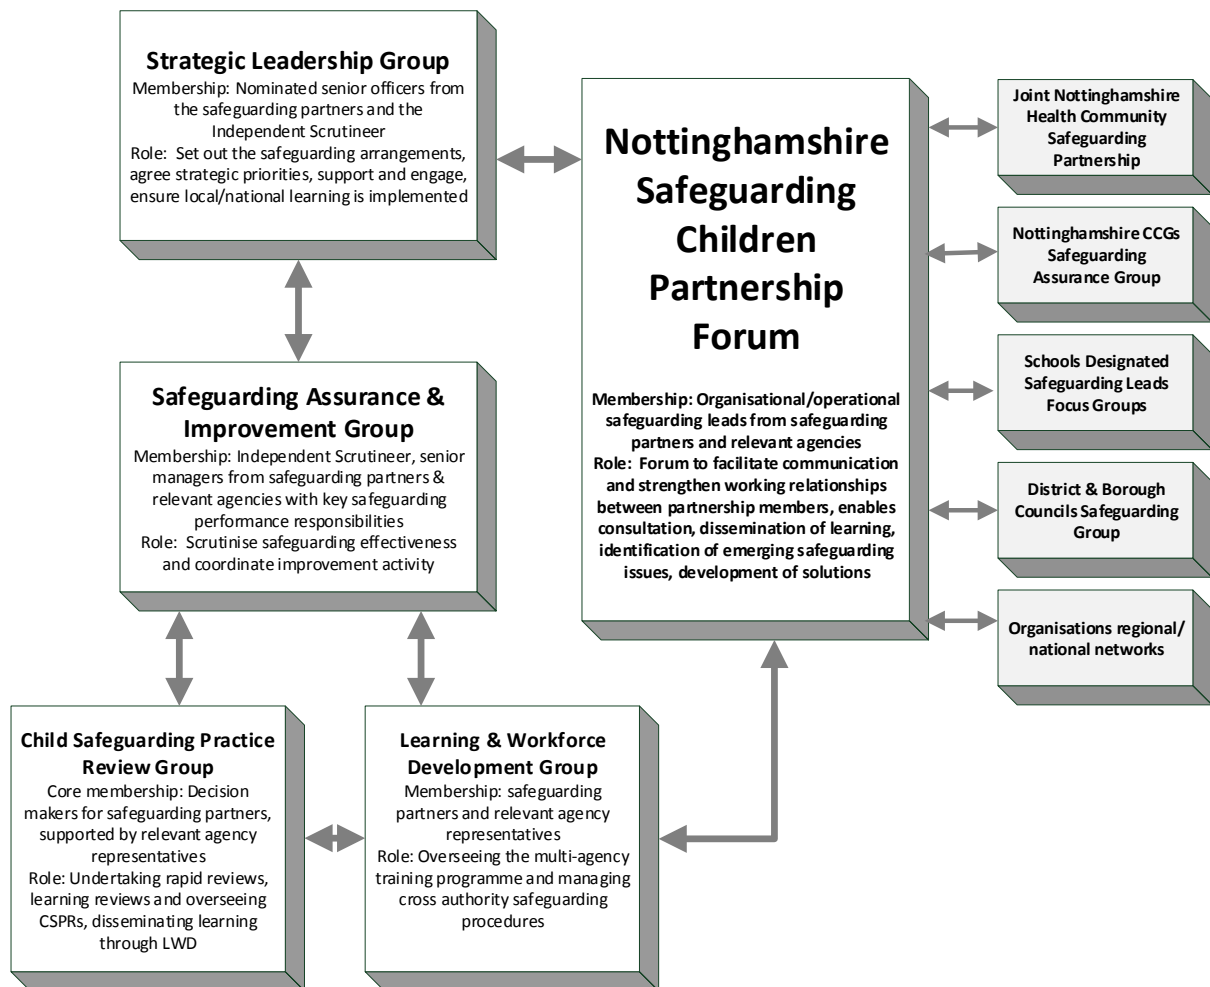 Strategic Leadership Group
Membership: Nominated senior officers from
the safeguarding partners and the
Independent Scrutineer
Role: Set out the safeguarding arrangements,
agree strategic priorities, support and engage,
ensure local/national learning is implemented
Nottinghamshire
Safeguarding
Children
Partnership
Forum
Membership: Organisational/operational
safeguarding leads from safeguarding
partners and relevant agencies
Role: Forum to facilitate communication
and strengthen working relationships
between partnership members, enables
consultation, dissemination of learning,
identification of emerging safeguarding
issues, development of solutions
Joint Nottinghamshire
Health Community
Safeguarding
Partnership
Nottinghamshire CCGs
Safeguarding
Assurance Group
Schools Designated
Safeguarding Leads
Focus Groups
District & Borough
Councils Safeguarding
Group
Organisations regional/
national networks
Safeguarding Assurance &
Improvement Group
Membership: Independent Scrutineer, senior
managers from safeguarding partners &
relevant agencies with key safeguarding
performance responsibilities
Role: Scrutinise safeguarding effectiveness
and coordinate improvement activity
Child Safeguarding Practice
Review Group
Core membership: Decision
makers for safeguarding partners,
supported by relevant agency
representatives
Role: Undertaking rapid reviews,
learning reviews and overseeing
CSPRs, disseminating learning
through LWD
Learning & Workforce
Development Group
Membership: safeguarding
partners and relevant agency
representatives
Role: Overseeing the multi-agency
training programme and managing
cross authority safeguarding
procedures